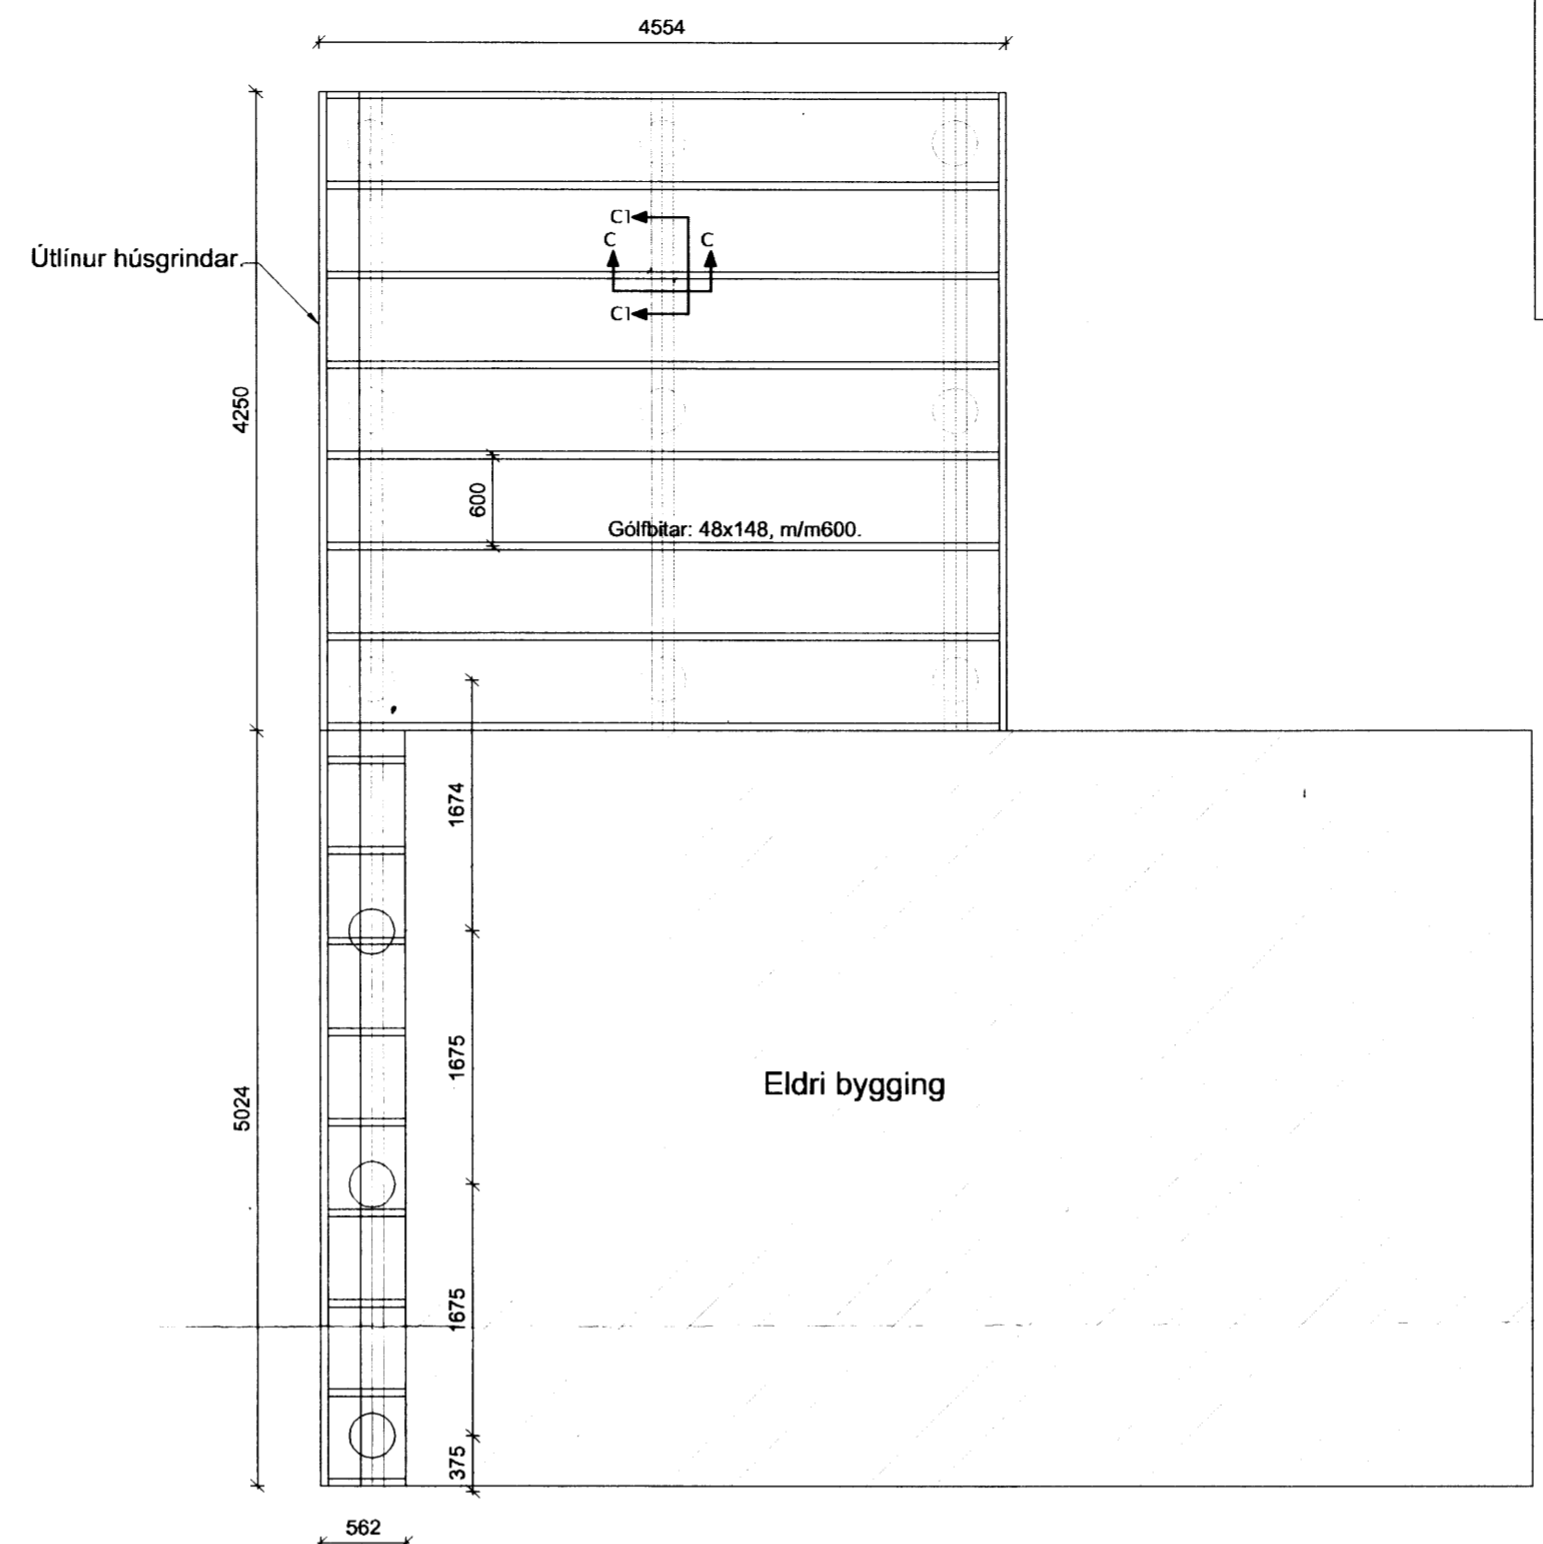 4554
C1
C
C
Útlínur húsgrindar.
C1
4250
600
Gólfbitar: 48x148, m/m600.
1674
1675
Eldri bygging
5024
1675
375
562